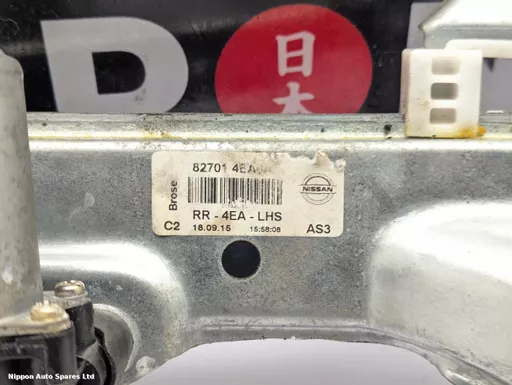 日本
Brose
82701 4EA
NISSAN
RR - 4EA - LHS
C2
18.09.15
15:58:08
AS3
Nippon Auto Spares Ltd